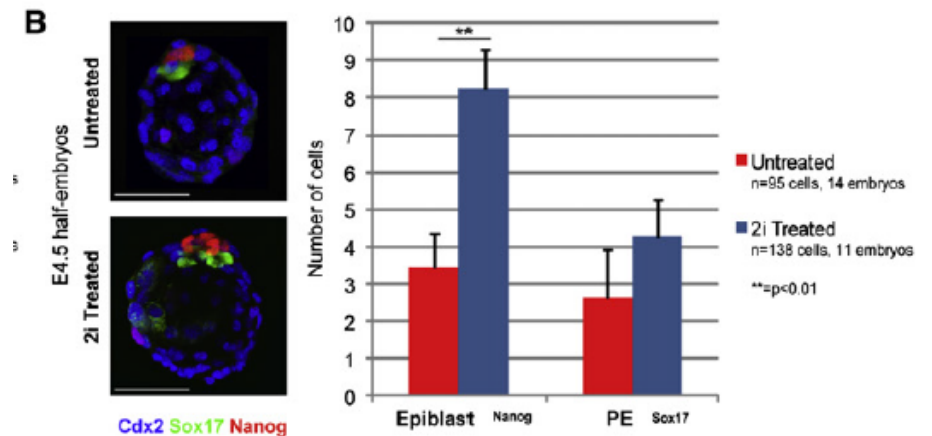 B
E4.5 half-embryos
Untreated
2i Treated
Cdx2 Sox17 Nanog
Number of cells
10
9
8
7
6
5
4
3
2
1
0
**
Epiblast Nanog
PE Sox17
Untreated
n=95 cells, 14 embryos
2i Treated
n=138 cells, 11 embryos
**=p<0.01